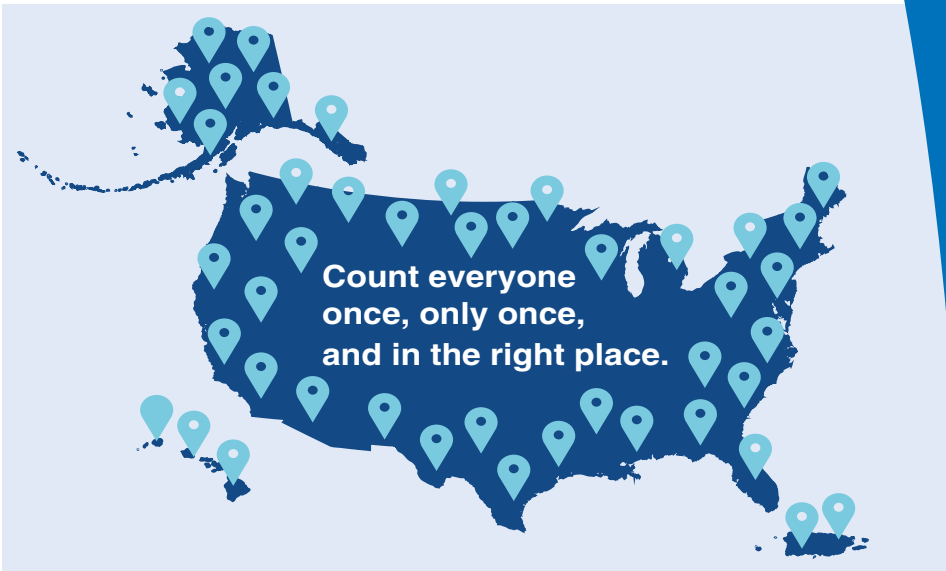 Count everyone
once, only once,
and in the right place.